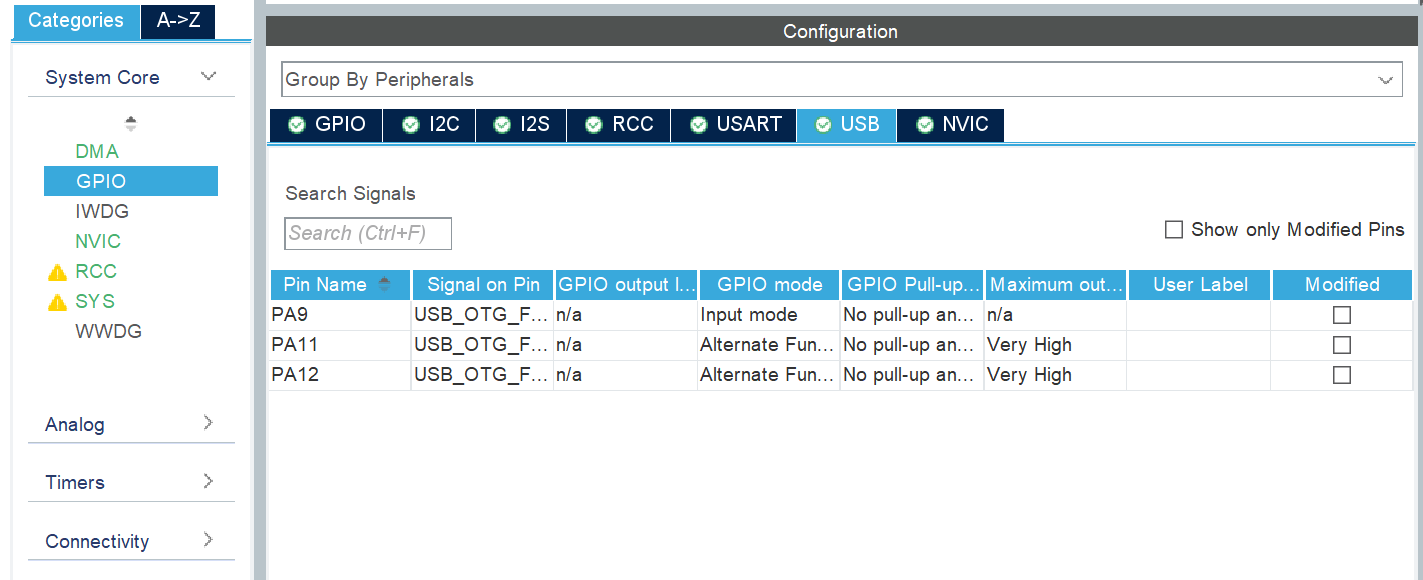 Categories A->Z
System Core
DMA
GPIO
IWDG
NVIC
RCC
SYS
WWDG
Analog
Timers
Connectivity
Configuration
Group By Peripherals
GPIO I2C I2S RCC USART USB NVIC
Search Signals
Search (Ctrl+F)
Show only Modified Pins
Pin Name Signal on Pin GPIO output l... GPIO mode GPIO Pull-up... Maximum out... User Label Modified
PA9 USB_OTG_F... n/a Input mode No pull-up an... n/a
PA11 USB_OTG_F... n/a Alternate Fun... No pull-up an... Very High
PA12 USB_OTG_F... n/a Alternate Fun... No pull-up an... Very High